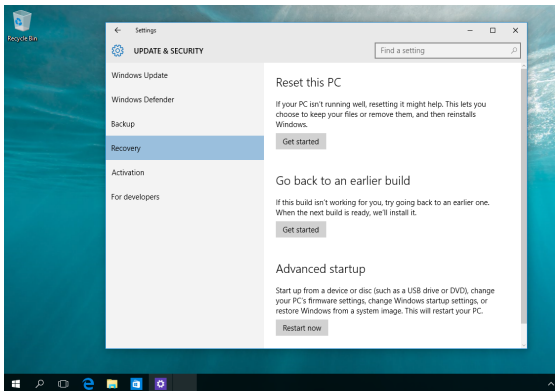 Recycle Bin
Settings
UPDATE & SECURITY
Find a setting
Windows Update
Windows Defender
Backup
Recovery
Activation
For developers
Reset this PC
If your PC isn't running well, resetting it might help. This lets you
choose to keep your files or remove them, and then reinstalls
Windows.
Get started
Go back to an earlier build
If this build isn't working for you, try going back to an earlier one.
When the next build is ready, we'll install it.
Get started
Advanced startup
Start up from a device or disc (such as a USB drive or DVD), change
your PC's firmware settings, change Windows startup settings, or
restore Windows from a system image. This will restart your PC.
Restart now